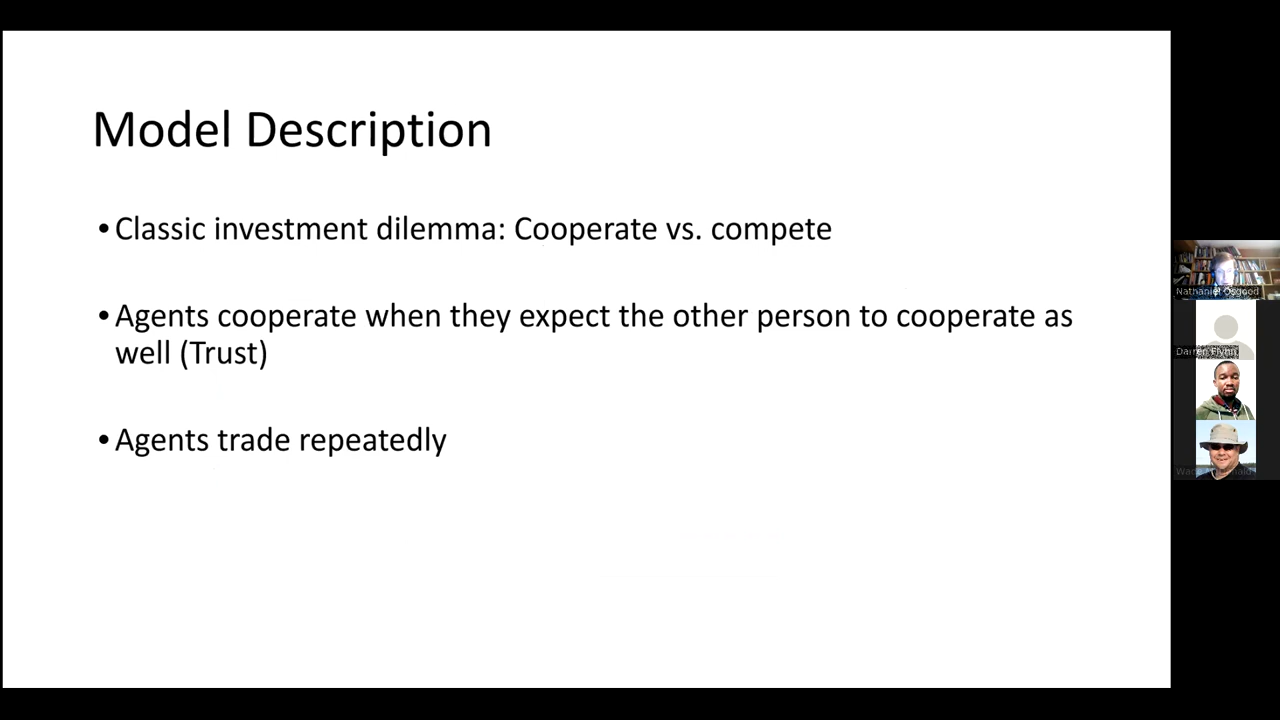 Model Description
•Classic investment dilemma: Cooperate vs. compete
•Agents cooperate when they expect the other person to cooperate as
well (Trust)
•Agents trade repeatedly
Nathaniel Osgood
Darren Flynn